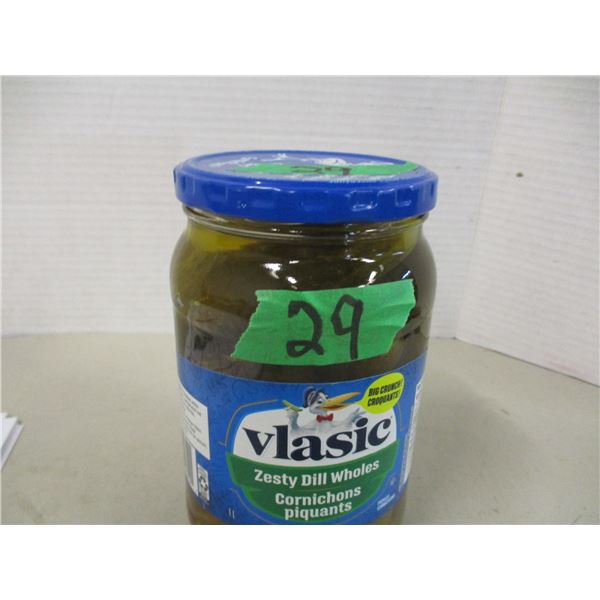 29
29
BIG CRUNCH!
CROQUANTS!
vlasic
Zesty Dill Wholes
Cornichons
piquants
1L